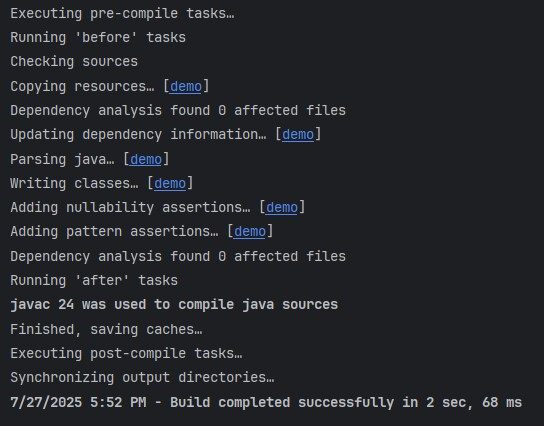 Executing pre-compile tasks…
Running 'before' tasks
Checking sources
Copying resources… [demo]
Dependency analysis found 0 affected files
Updating dependency information… [demo]
Parsing java… [demo]
Writing classes… [demo]
Adding nullability assertions… [demo]
Adding pattern assertions… [demo]
Dependency analysis found 0 affected files
Running 'after' tasks
javac 24 was used to compile java sources
Finished, saving caches…
Executing post-compile tasks…
Synchronizing output directories…
7/27/2025 5:52 PM - Build completed successfully in 2 sec, 68 ms